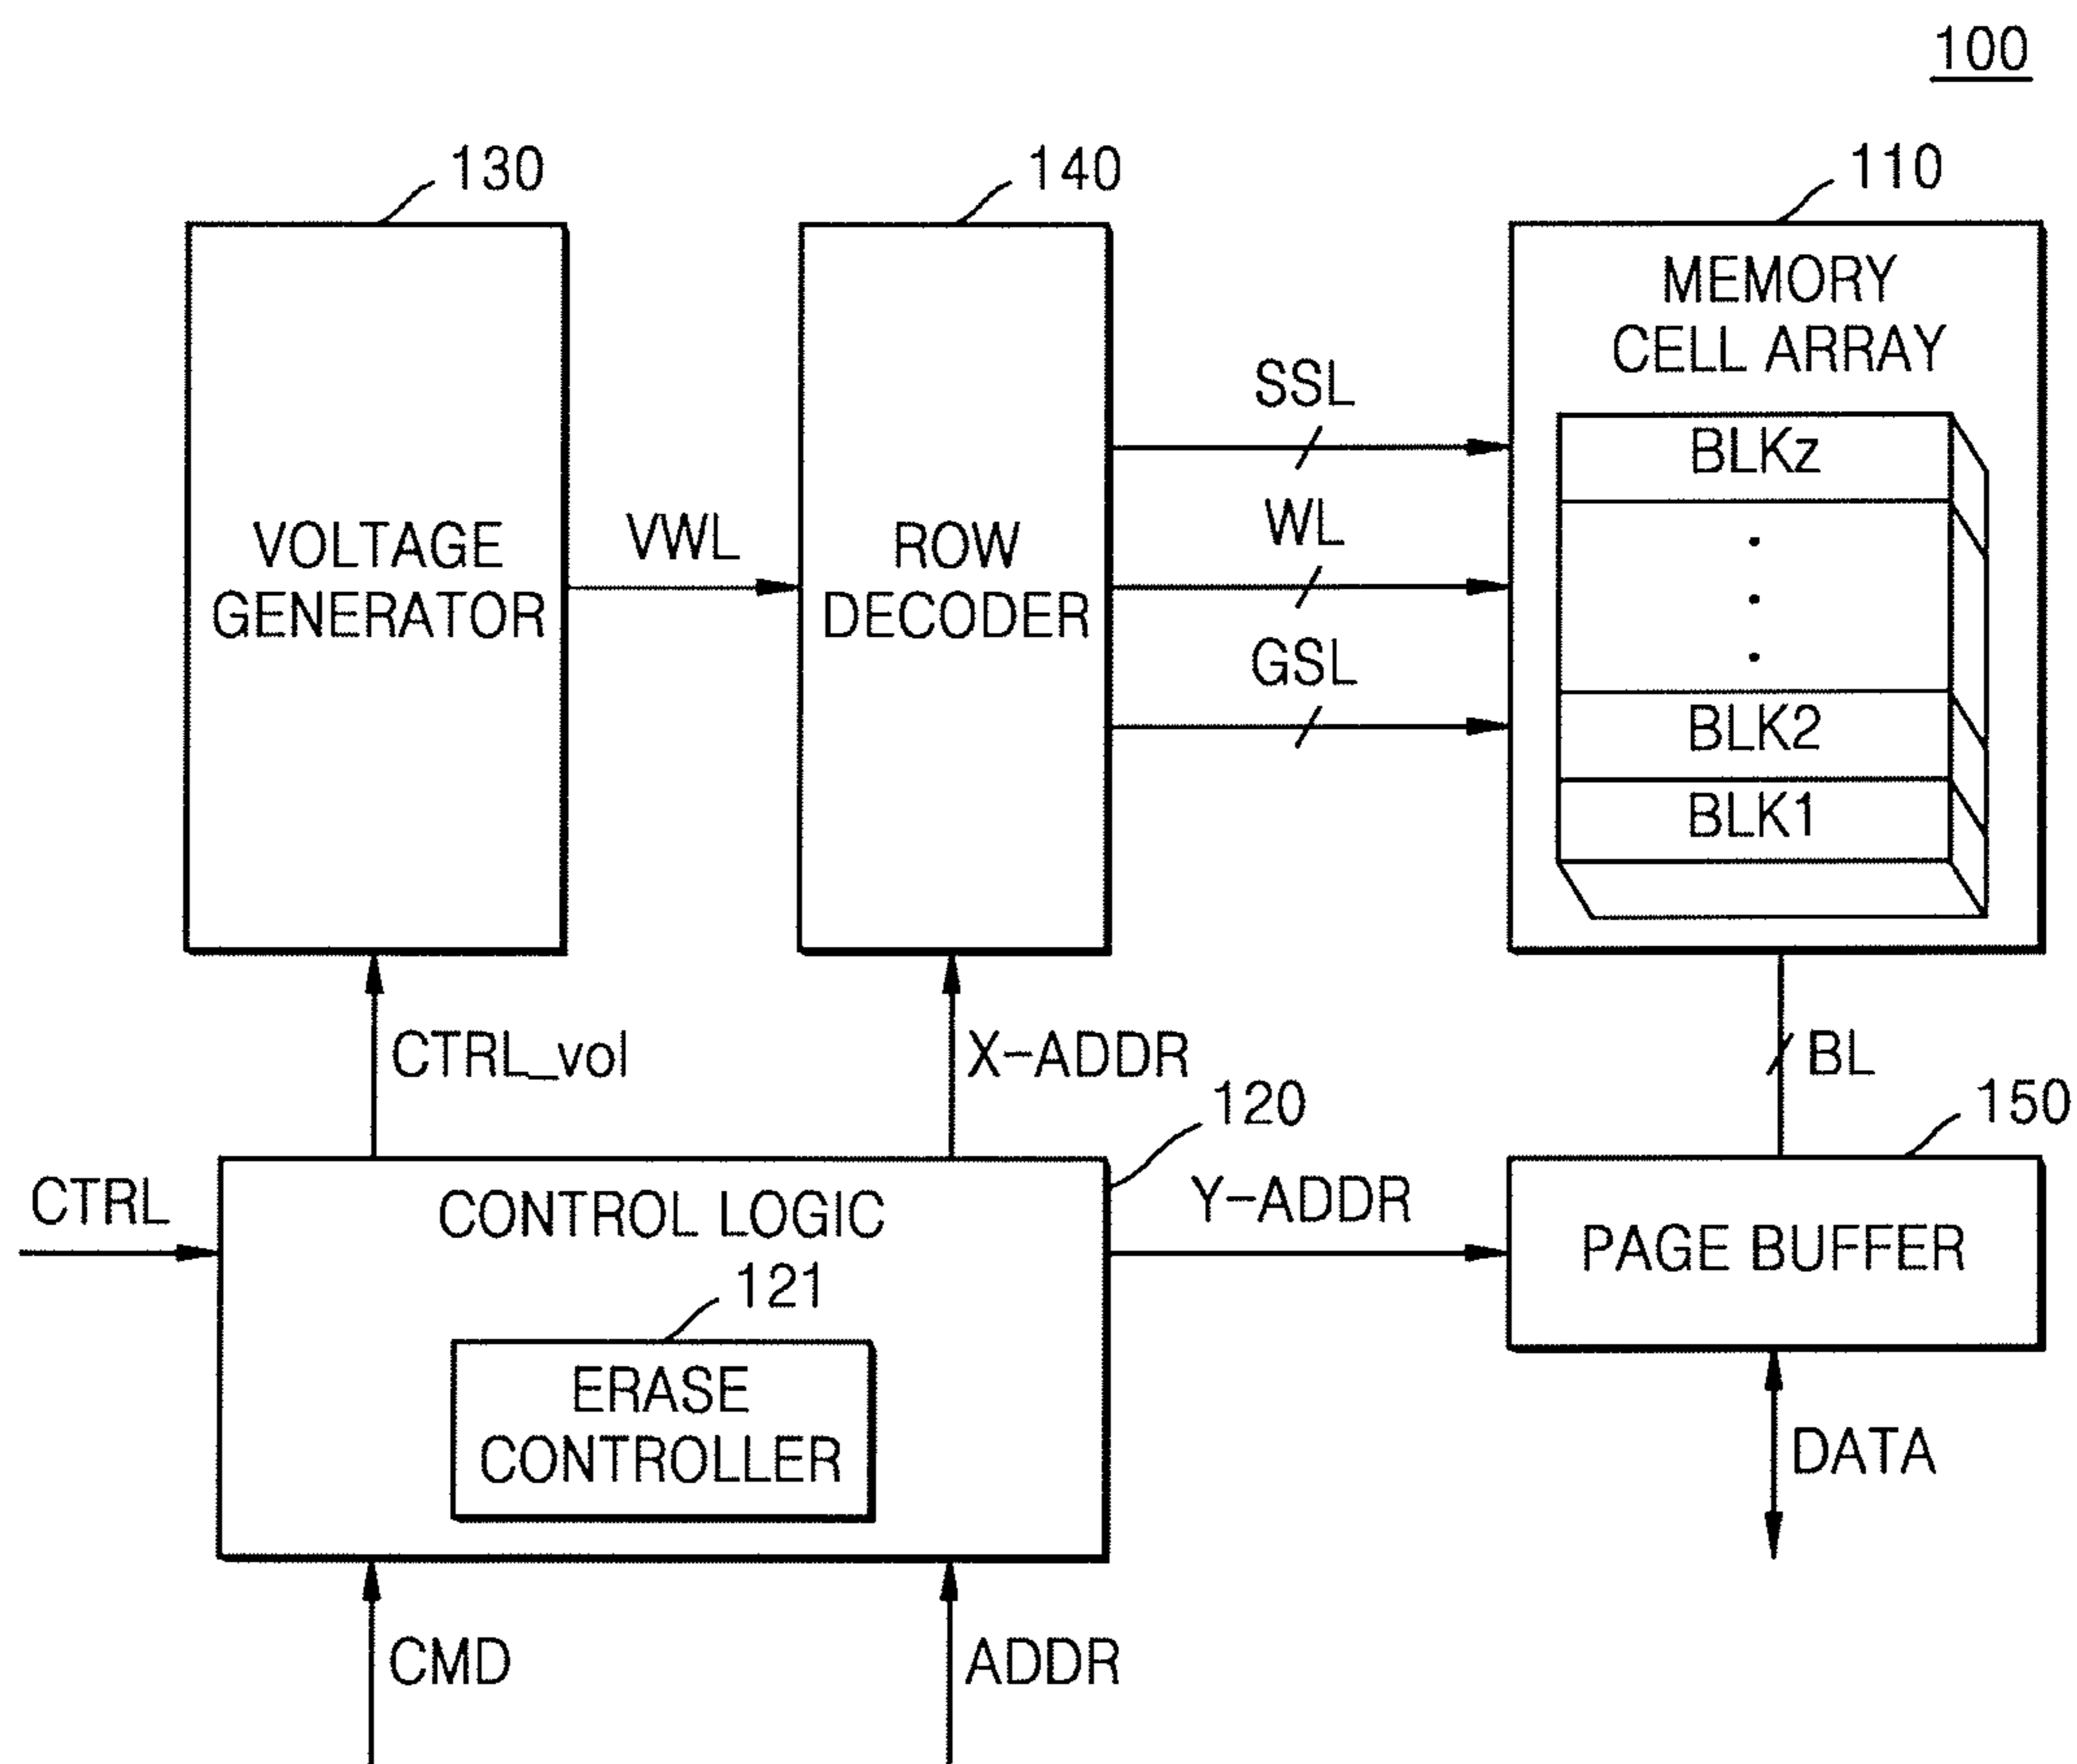 100
130
140
110
VOLTAGE
GENERATOR
VWL
ROW
DECODER
SSL
WL
GSL
MEMORY
CELL ARRAY
BLKz
BLK2
BLK1
CTRL_vol
X-ADDR
BL
120
150
CTRL
CONTROL LOGIC
Y-ADDR
PAGE BUFFER
121
ERASE
CONTROLLER
DATA
CMD
ADDR